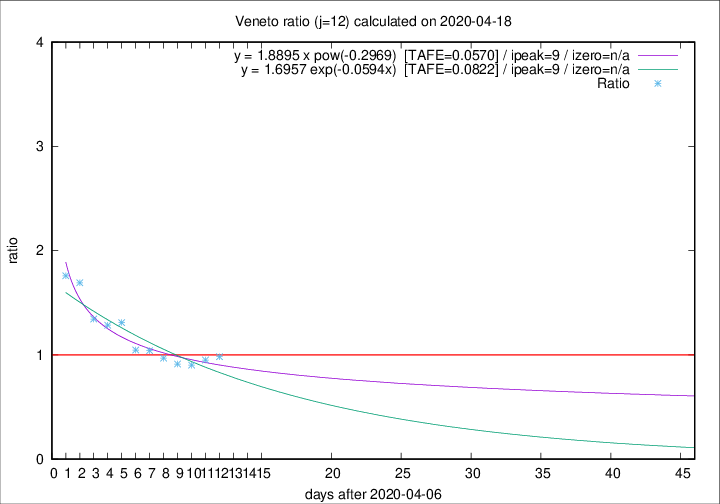 Veneto ratio (j=12) calculated on 2020-04-18
y = 1.8895 x pow(-0.2969)  [TAFE=0.0570] / ipeak=9 / izero=n/a
y = 1.6957 exp(-0.0594x)  [TAFE=0.0822] / ipeak=9 / izero=n/a
Ratio
4
3
2
1
0
ratio
0 1 2 3 4 5 6 7 8 9 10 11 12 13 14 15 20 25 30 35 40 45
days after 2020-04-06